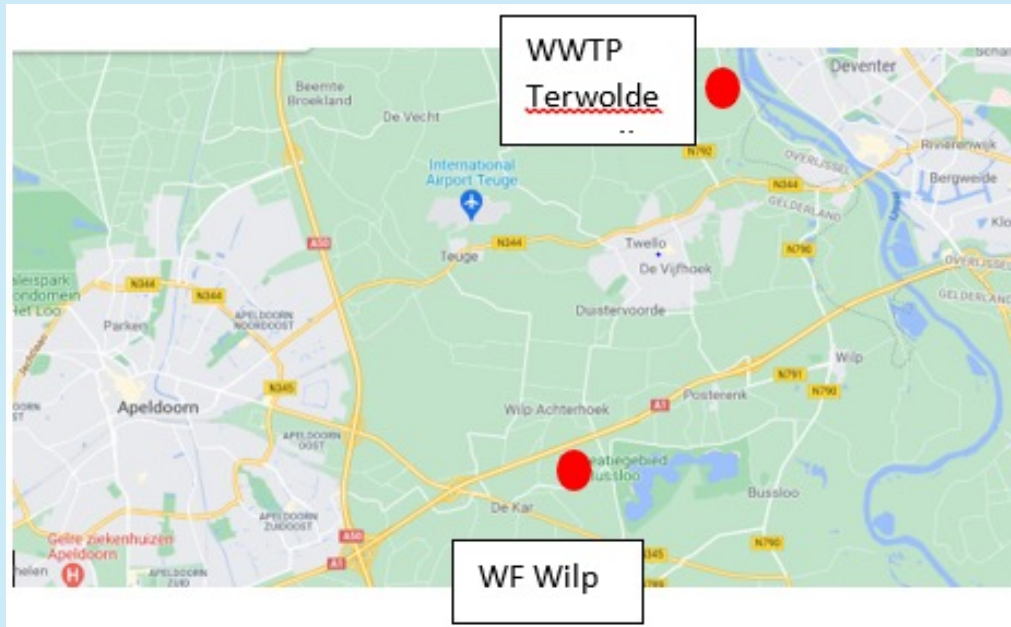 WWTP
Terwolde
Deventer
Beemte
Broekland
De Vecht
Rivierenwijk
N792
OVERIJSSEL
International
Airport Teuge
Bergweide
N344
GELDERLAND
A50
N344
Twello
N790
Teuge
De Vijfhoek
OVERIJSSEL
N344
N344
GELDERLAND
Het Loo
Parken
APELDOORN
NOORDOOST
Duistervoorde
Wilp
N345
N791
N790
Apeldoorn
Wilp Achterhoek
A1
Posterenk
APELDOORN
OOST
Bussloo
De Kar
APELDOORN
ZUIDOOST
Gelre ziekenhuizen
Apeldoorn
A50
N790
A1
APELDOORN
ZUID
WF Wilp